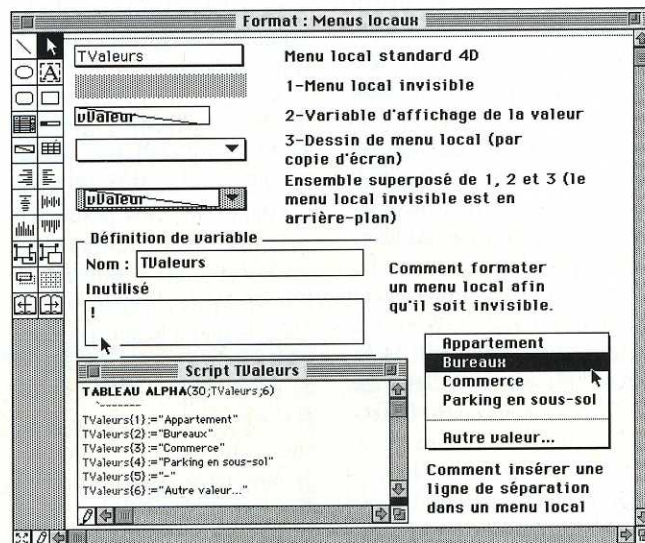 Format : Menus locaux
TValeurs
Menu local standard 4D
1-Menu local invisible
vValeur
2-Variable d'affichage de la valeur
3-Dessin de menu local (par
copie d'écran)
vValeur
Ensemble superposé de 1, 2 et 3 (le
menu local invisible est en
arrière-plan)
Définition de variable
Nom : TValeurs
Inutilisé
!
Comment formater
un menu local afin
qu'il soit invisible.
Script TValeurs
TABLEAU ALPHA(30;TValeurs;6)
`-------
TValeurs{1}:="Appartement"
TValeurs{2}:="Bureaux"
TValeurs{3}:="Commerce"
TValeurs{4}:="Parking en sous-sol"
TValeurs{5}:="-"
TValeurs{6}:="Autre valeur..."
Appartement
Bureaux
Commerce
Parking en sous-sol
Autre valeur...
Comment insérer une
ligne de séparation
dans un menu local